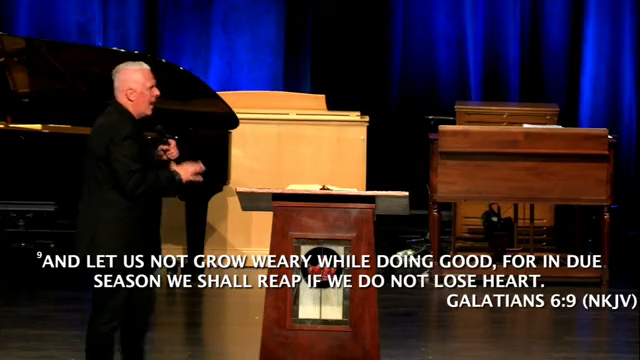 ⁹AND LET US NOT GROW WEARY WHILE DOING GOOD, FOR IN DUE
SEASON WE SHALL REAP IF WE DO NOT LOSE HEART.
GALATIANS 6:9 (NKJV)